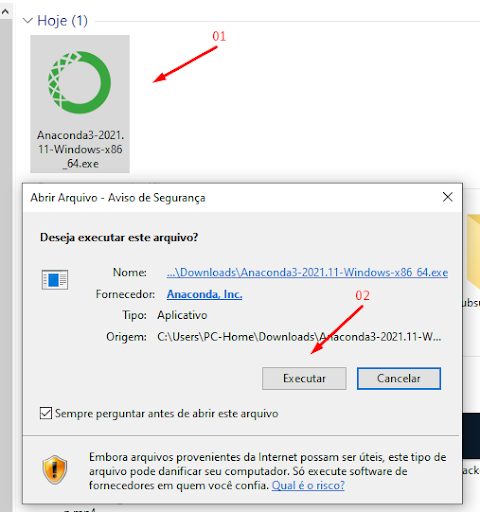 Hoje (1)
01
Anaconda3-2021.
11-Windows-x86
_64.exe
Abrir Arquivo - Aviso de Segurança
Deseja executar este arquivo?
Nome: ...\Downloads\Anaconda3-2021.11-Windows-x86_64.exe
Fornecedor: Anaconda, Inc.
02
Tipo: Aplicativo
Origem: C:\Users\PC-Home\Downloads\Anaconda3-2021.11-W...
Executar Cancelar
Sempre perguntar antes de abrir este arquivo
Embora arquivos provenientes da Internet possam ser úteis, este tipo de
arquivo pode danificar seu computador. Só execute software de
fornecedores em quem você confia. Qual é o risco?